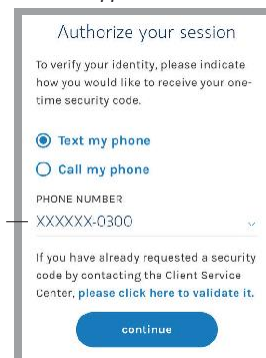 Authorize your session
To verify your identity, please indicate
how you would like to receive your one-
time security code.
Text my phone
Call my phone
PHONE NUMBER
XXXXXX-0300
If you have already requested a security
code by contacting the Client Service
Center, please click here to validate it.
continue